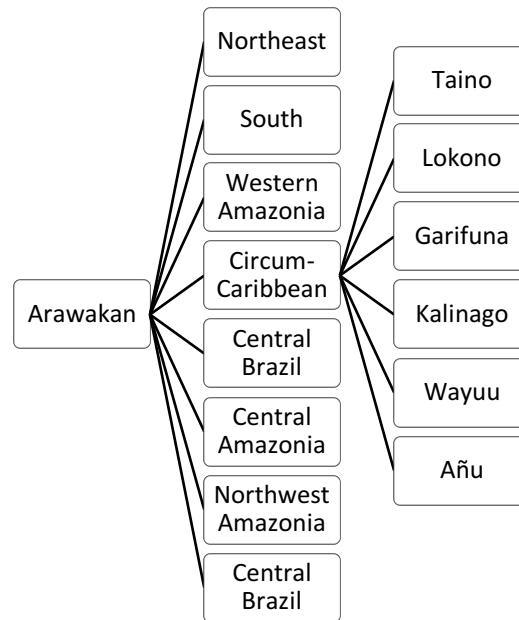 Arawakan
Northeast
South
Western
Amazonia
Circum-
Caribbean
Central
Brazil
Central
Amazonia
Northwest
Amazonia
Central
Brazil
Taino
Lokono
Garifuna
Kalinago
Wayuu
Añu